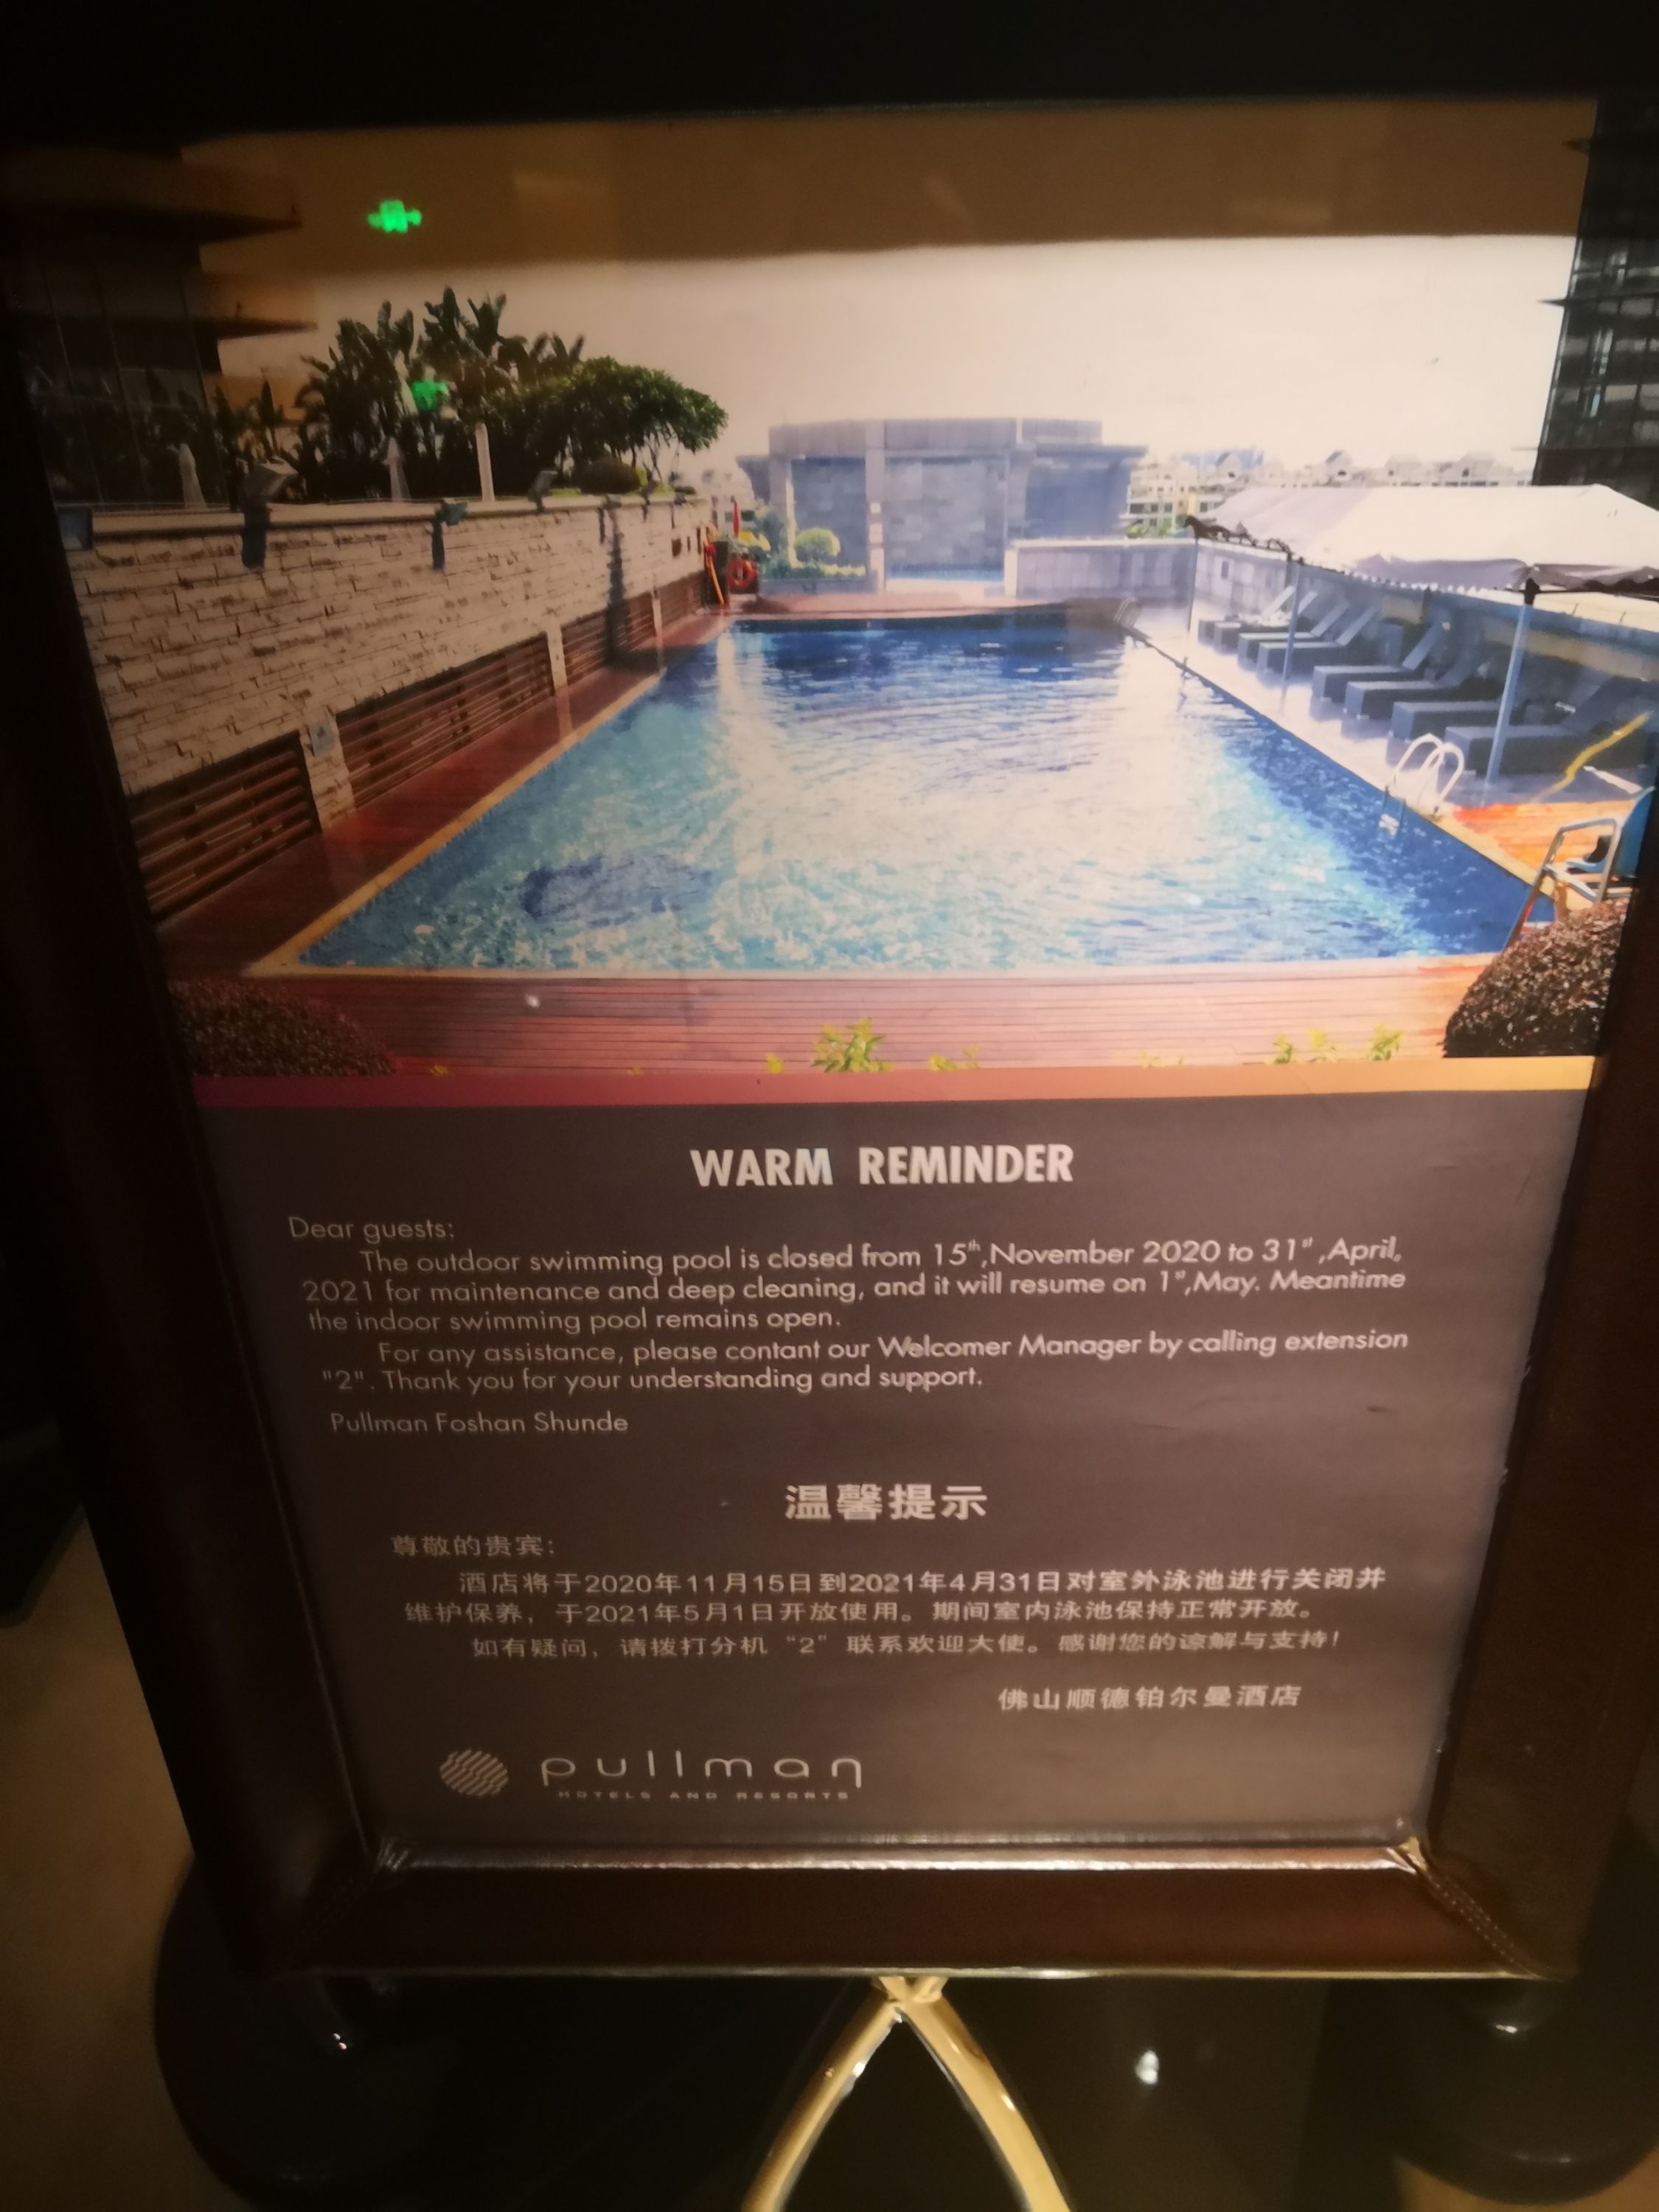 WARM REMINDER
Dear guests:
The outdoor swimming pool is closed from 15th,November 2020 to 31st,April,
2021 for maintenance and deep cleaning, and it will resume on 1st,May. Meantime
the indoor swimming pool remains open.
For any assistance, please contant our Welcomer Manager by calling extension
"2". Thank you for your understanding and support.
Pullman Foshan Shunde
温馨提示
尊敬的贵宾：
酒店将于2020年11月15日到2021年4月31日对室外泳池进行关闭并
维护保养，于2021年5月1日开放使用。期间室内泳池保持正常开放。
如有疑问，请拨打分机“2”联系欢迎大使。感谢您的谅解与支持！
佛山顺德铂尔曼酒店
pullman
HOTELS AND RESORTS